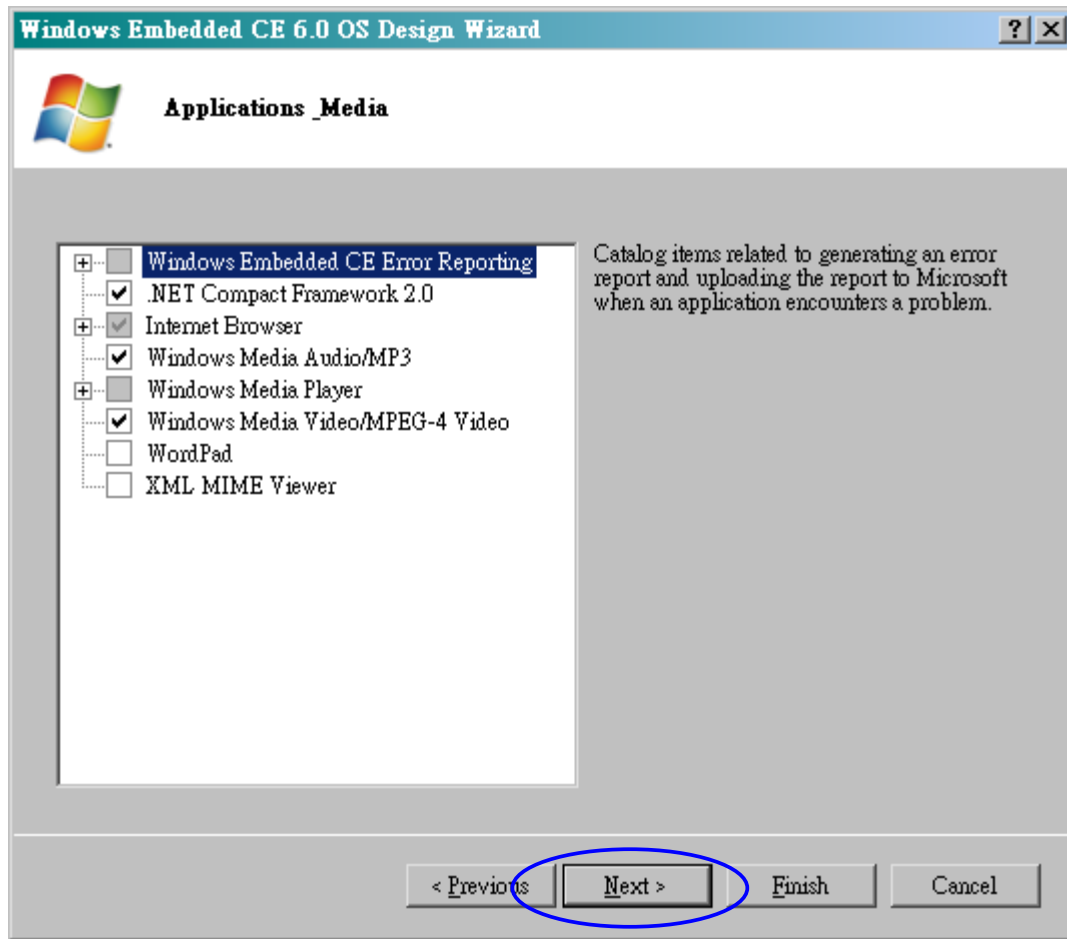 Windows Embedded CE 6.0 OS Design Wizard
Applications _Media
Windows Embedded CE Error Reporting
.NET Compact Framework 2.0
Internet Browser
Windows Media Audio/MP3
Windows Media Player
Windows Media Video/MPEG-4 Video
WordPad
XML MIME Viewer
Catalog items related to generating an error
report and uploading the report to Microsoft
when an application encounters a problem.
< Previous
Next >
Finish
Cancel